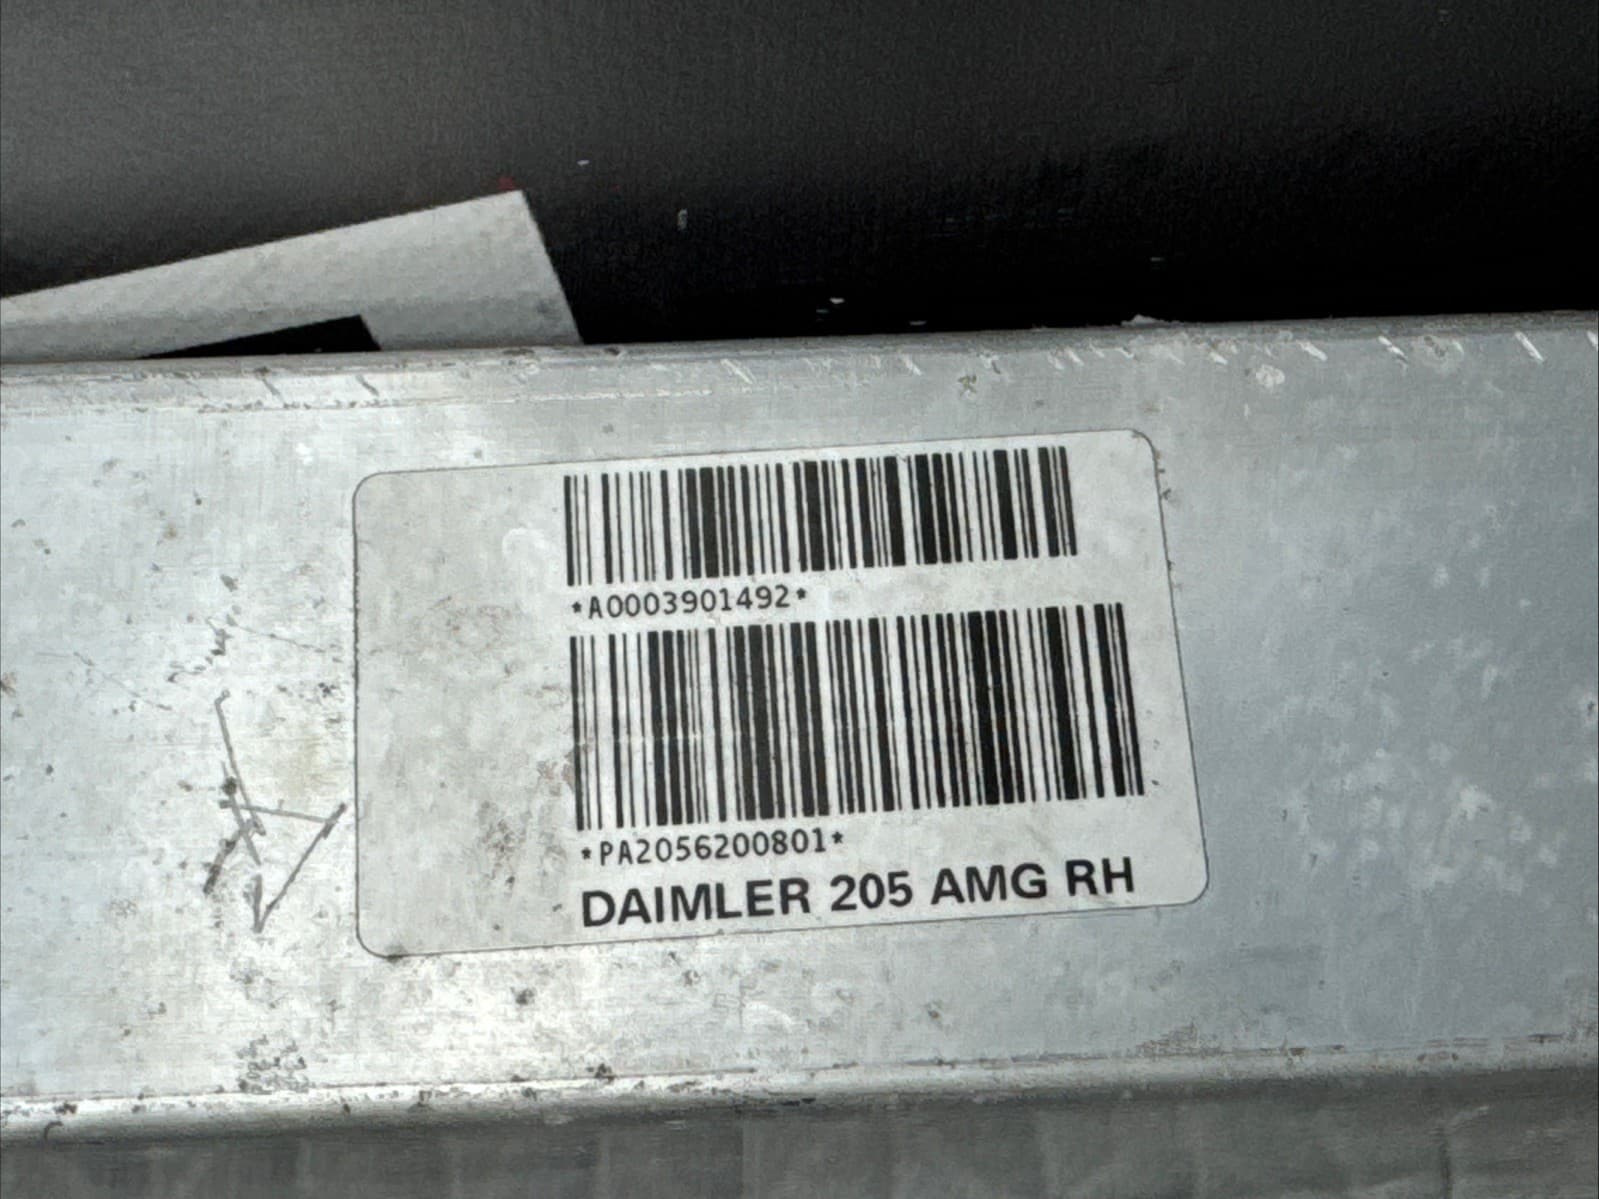 *A0003901492*
*PA2056200801*
DAIMLER 205 AMG RH